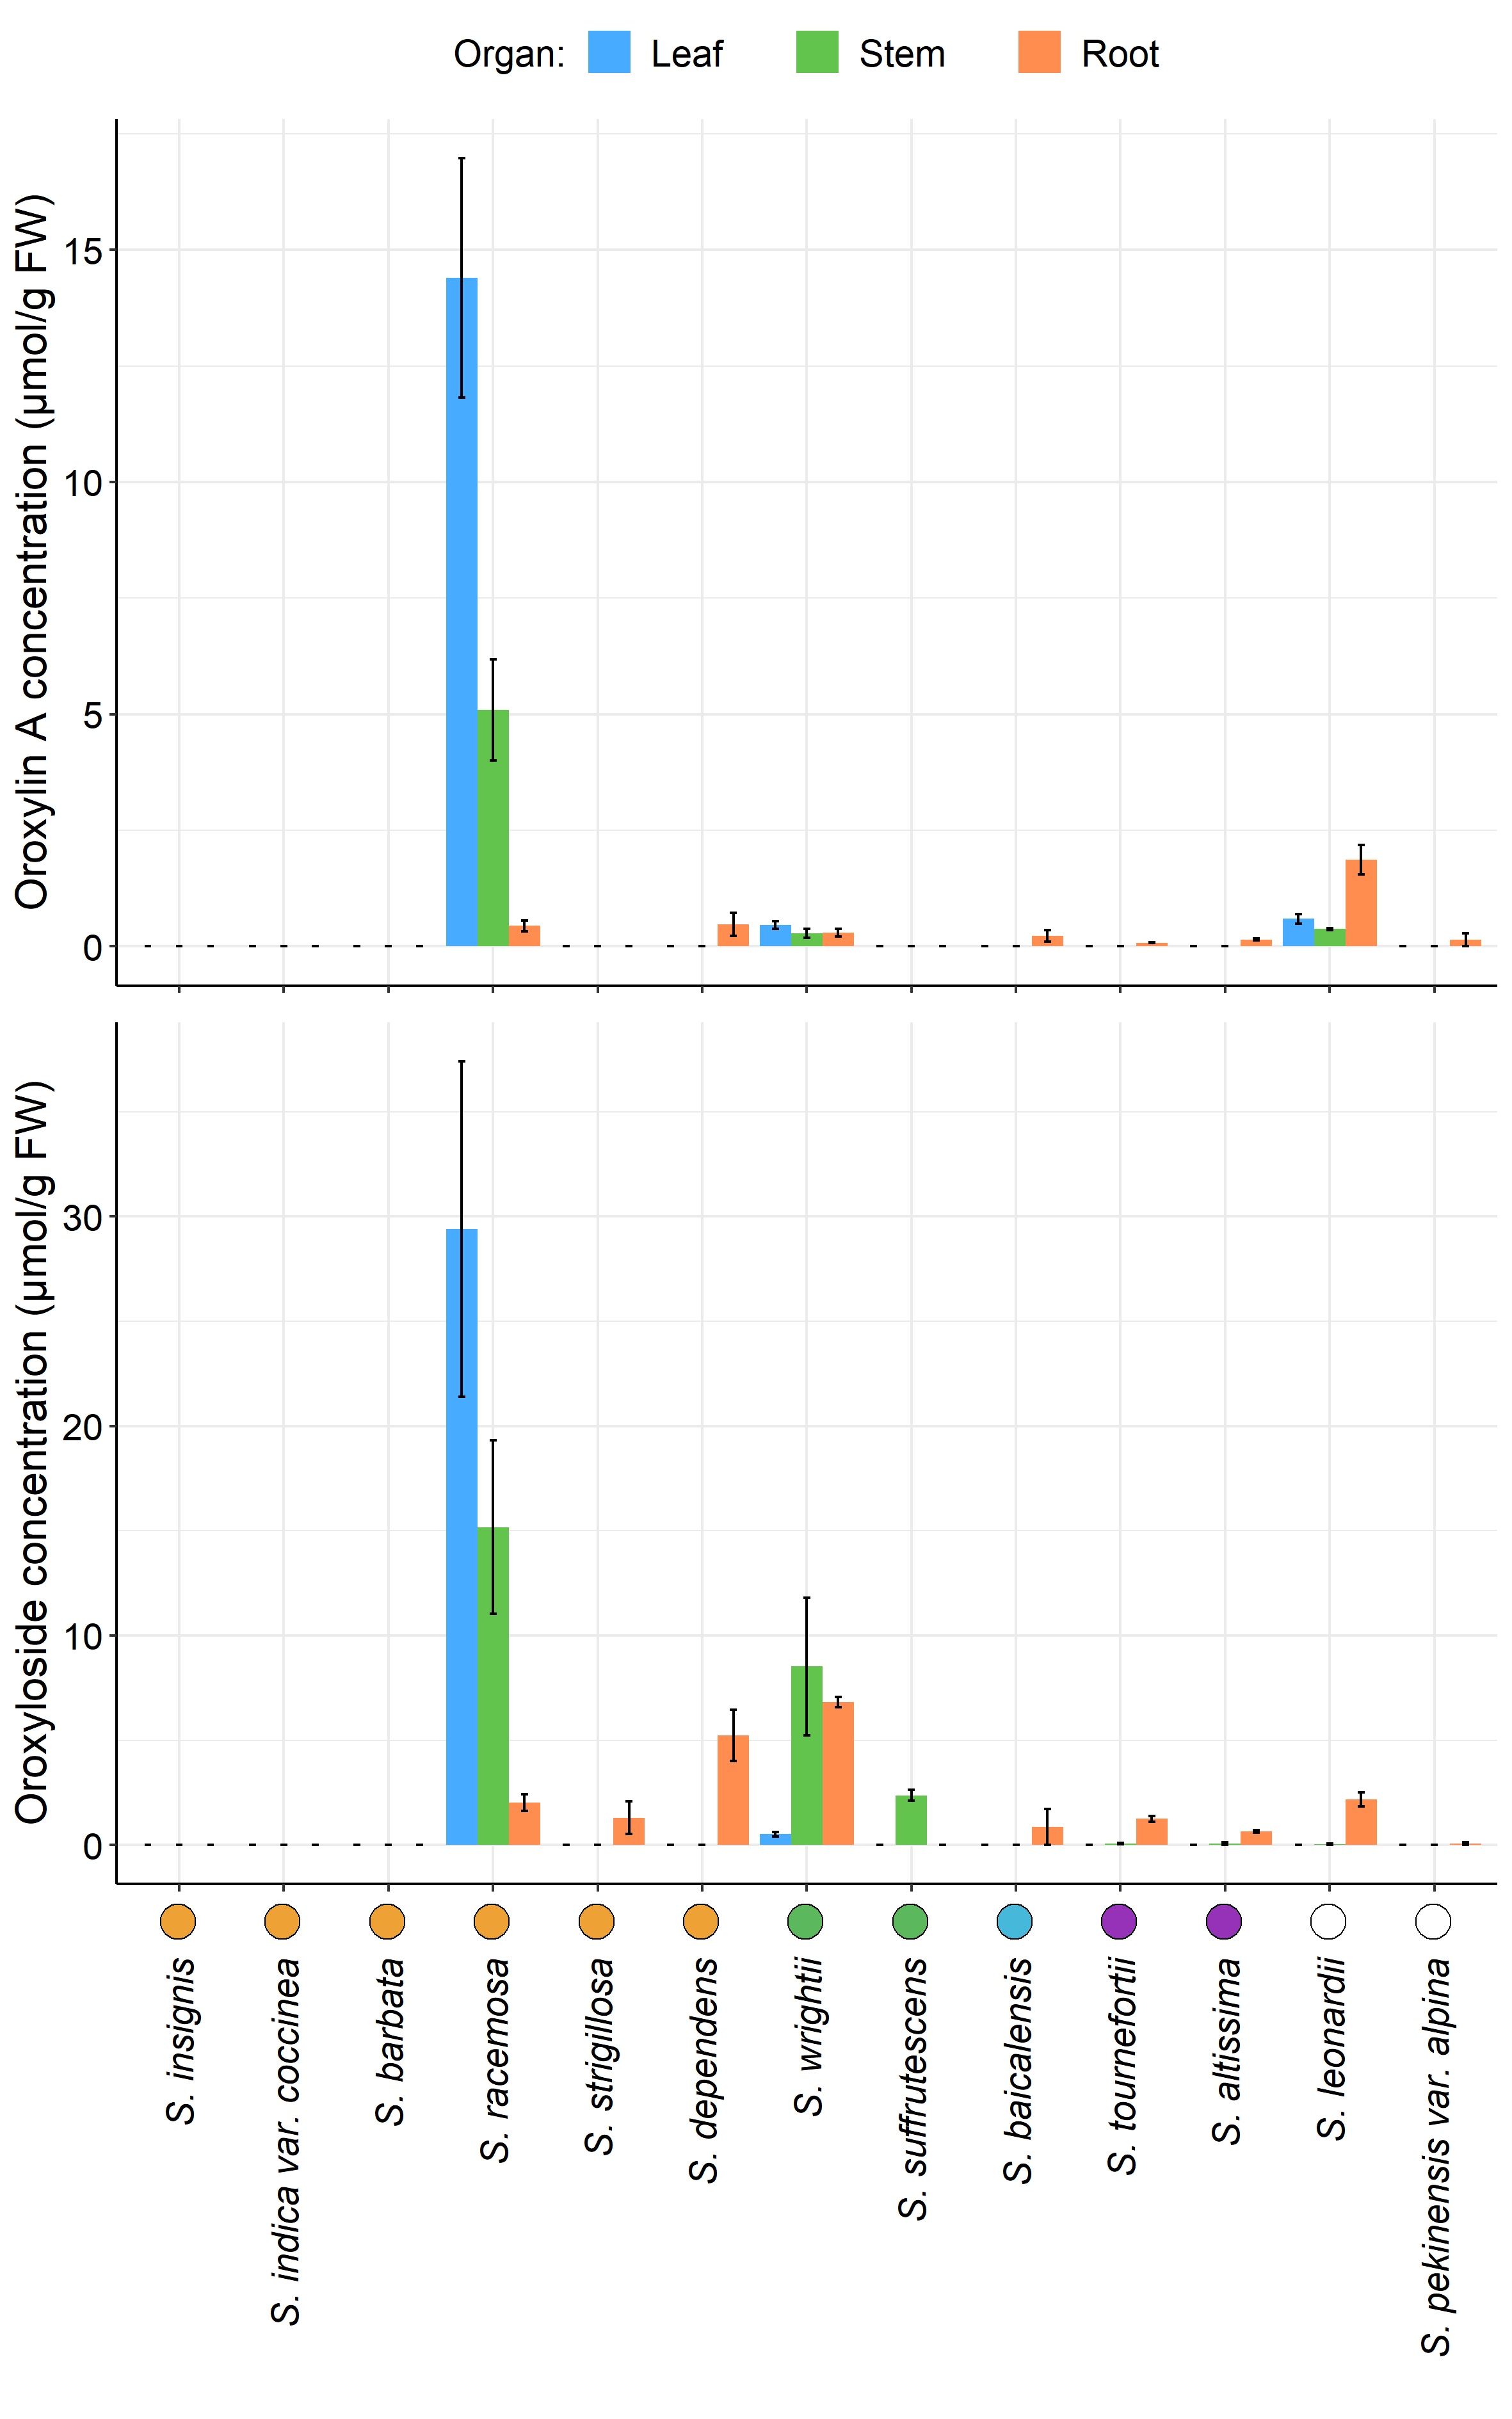 Organ: Leaf Stem Root
Oroxylin A concentration (µmol/g FW)
15
10
5
0
Oroxyloside concentration (µmol/g FW)
30
20
10
0
S. insignis
S. indica var. coccinea
S. barbata
S. racemosa
S. strigillosa
S. dependens
S. wrightii
S. suffrutescens
S. baicalensis
S. tournefortii
S. altissima
S. leonardii
S. pekinensis var. alpina